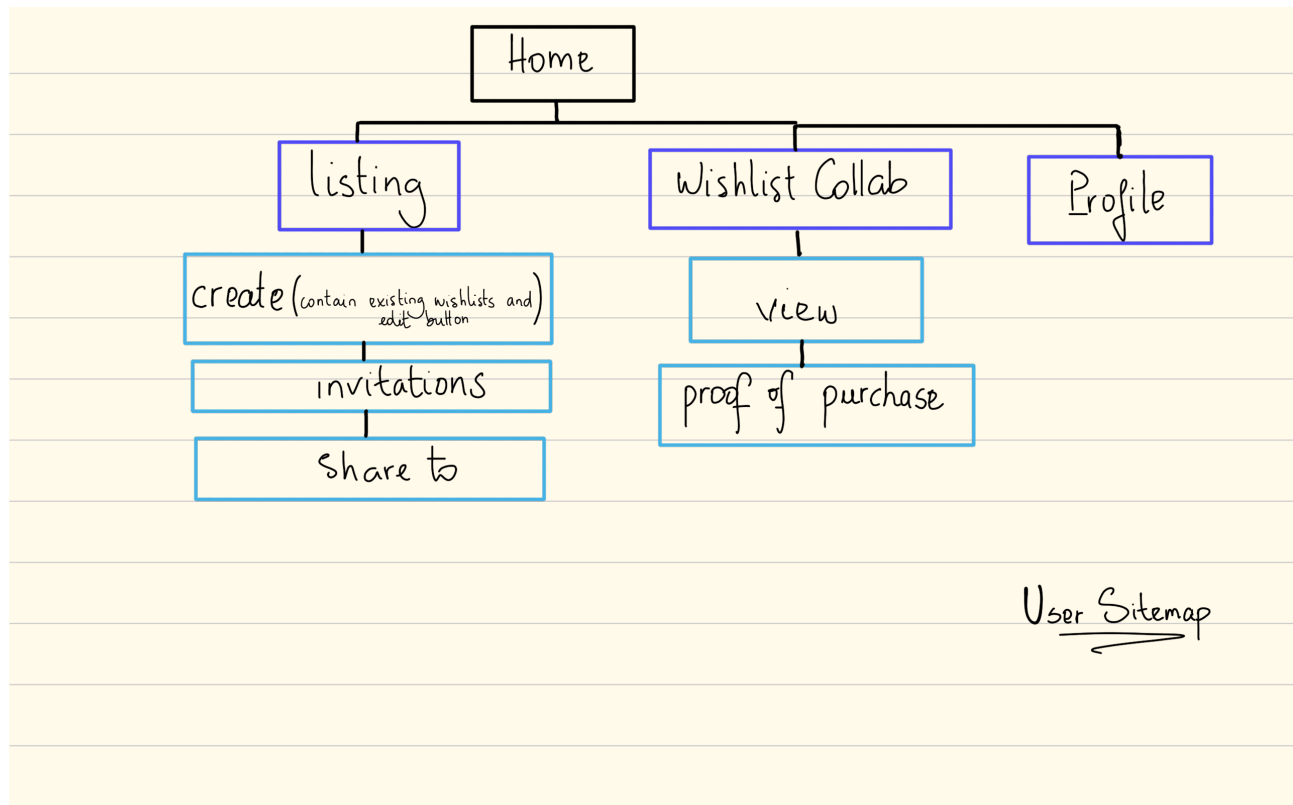 Home
listing
Wishlist Collab
Profile
create (contain existing wishlists and
edit button)
view
invitations
proof of purchase
share to
User Sitemap